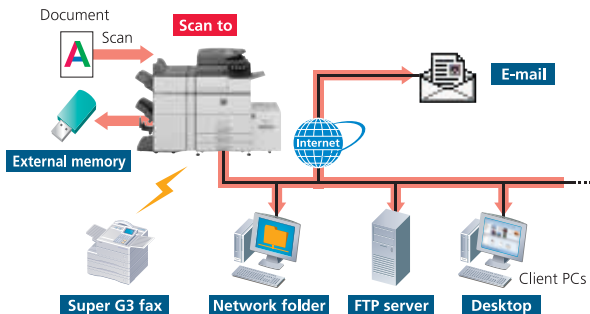 Document
Scan to
Scan
A
E-mail
Internet
External memory
Client PCs
Super G3 fax
Network folder
FTP server
Desktop